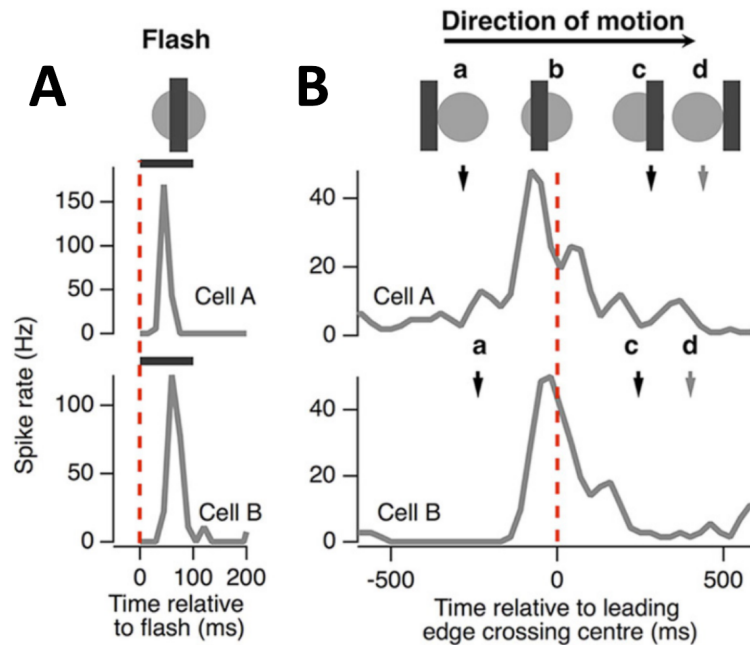 A
Flash
B
Direction of motion
a b c d
Spike rate (Hz)
150
100
50
0
Cell A
100
50
0
Cell B
0 100 200
Time relative
to flash (ms)
40
20
0
Cell A
a c d
40
20
0
Cell B
-500 0 500
Time relative to leading
edge crossing centre (ms)